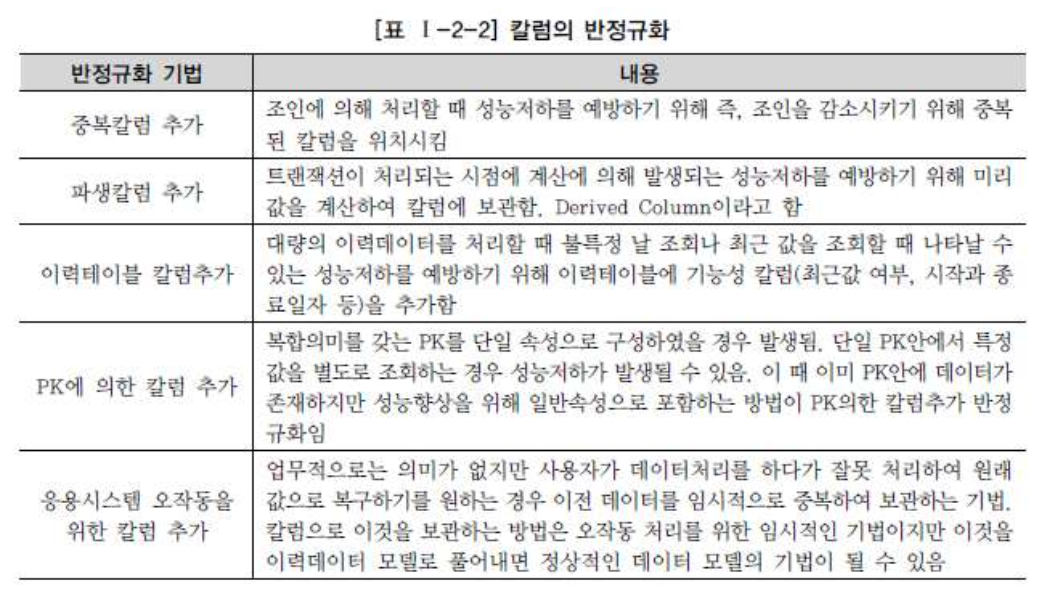 [표 Ⅰ-2-2] 칼럼의 반정규화
반정규화 기법
내용
중복칼럼 추가
조인에 의해 처리할 때 성능저하를 예방하기 위해 즉, 조인을 감소시키기 위해 중복
된 칼럼을 위치시킴
파생칼럼 추가
트랜잭션이 처리되는 시점에 계산에 의해 발생되는 성능저하를 예방하기 위해 미리
값을 계산하여 칼럼에 보관함. Derived Column이라고 함
이력테이블 칼럼추가
대량의 이력데이터를 처리할 때 불특정 날 조회나 최근 값을 조회할 때 나타날 수
있는 성능저하를 예방하기 위해 이력테이블에 기능성 칼럼(최근값 여부, 시작과 종
료일자 등)을 추가함
PK에 의한 칼럼 추가
복합의미를 갖는 PK를 단일 속성으로 구성하였을 경우 발생됨. 단일 PK안에서 특정
값을 별도로 조회하는 경우 성능저하가 발생될 수 있음. 이 때 이미 PK안에 데이터가
존재하지만 성능향상을 위해 일반속성으로 포함하는 방법이 PK의한 칼럼추가 반정
규화임
응용시스템 오작동을
위한 칼럼 추가
업무적으로는 의미가 없지만 사용자가 데이터처리를 하다가 잘못 처리하여 원래
값으로 복구하기를 원하는 경우 이전 데이터를 임시적으로 중복하여 보관하는 기법.
칼럼으로 이것을 보관하는 방법은 오작동 처리를 위한 임시적인 기법이지만 이것을
이력데이터 모델로 풀어내면 정상적인 데이터 모델의 기법이 될 수 있음